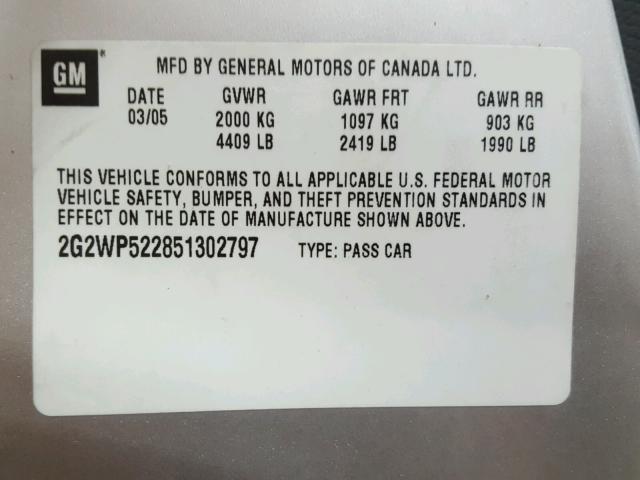 GM®
MFD BY GENERAL MOTORS OF CANADA LTD.
DATE GVWR GAWR FRT GAWR RR
03/05 2000 KG 1097 KG 903 KG
4409 LB 2419 LB 1990 LB
THIS VEHICLE CONFORMS TO ALL APPLICABLE U.S. FEDERAL MOTOR
VEHICLE SAFETY, BUMPER, AND THEFT PREVENTION STANDARDS IN
EFFECT ON THE DATE OF MANUFACTURE SHOWN ABOVE.
2G2WP522851302797 TYPE: PASS CAR